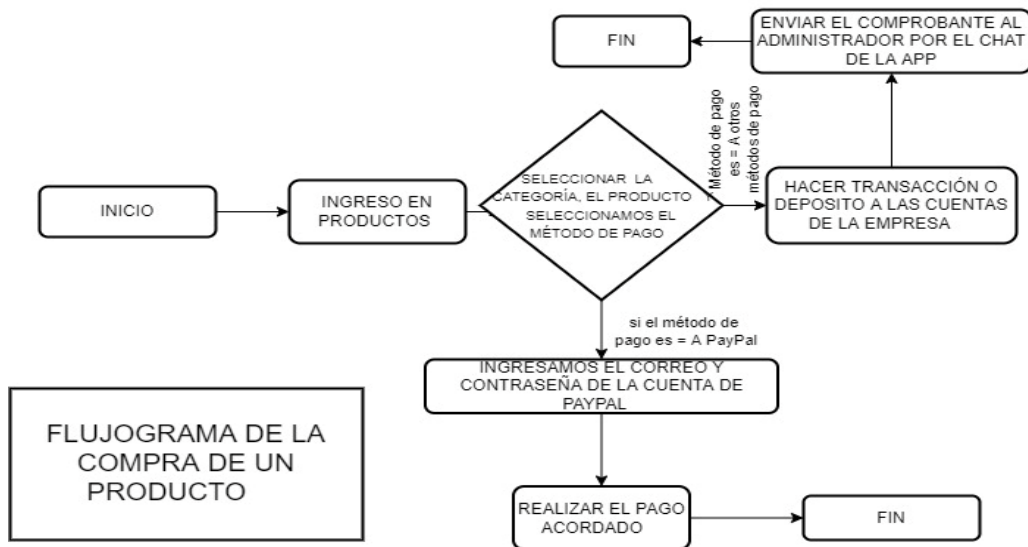 FIN
ENVIAR EL COMPROBANTE AL
ADMINISTRADOR POR EL CHAT
DE LA APP
INICIO
INGRESO EN
PRODUCTOS
SELECCIONAR LA
CATEGORÍA, EL PRODUCTO Y
SELECCIONAMOS EL
MÉTODO DE PAGO
Método de pago
es = A otros
métodos de pago
HACER TRANSACCIÓN O
DEPOSITO A LAS CUENTAS
DE LA EMPRESA
si el método de
pago es = A PayPal
INGRESAMOS EL CORREO Y
CONTRASEÑA DE LA CUENTA DE
PAYPAL
FLUJOGRAMA DE LA
COMPRA DE UN
PRODUCTO
REALIZAR EL PAGO
ACORDADO
FIN